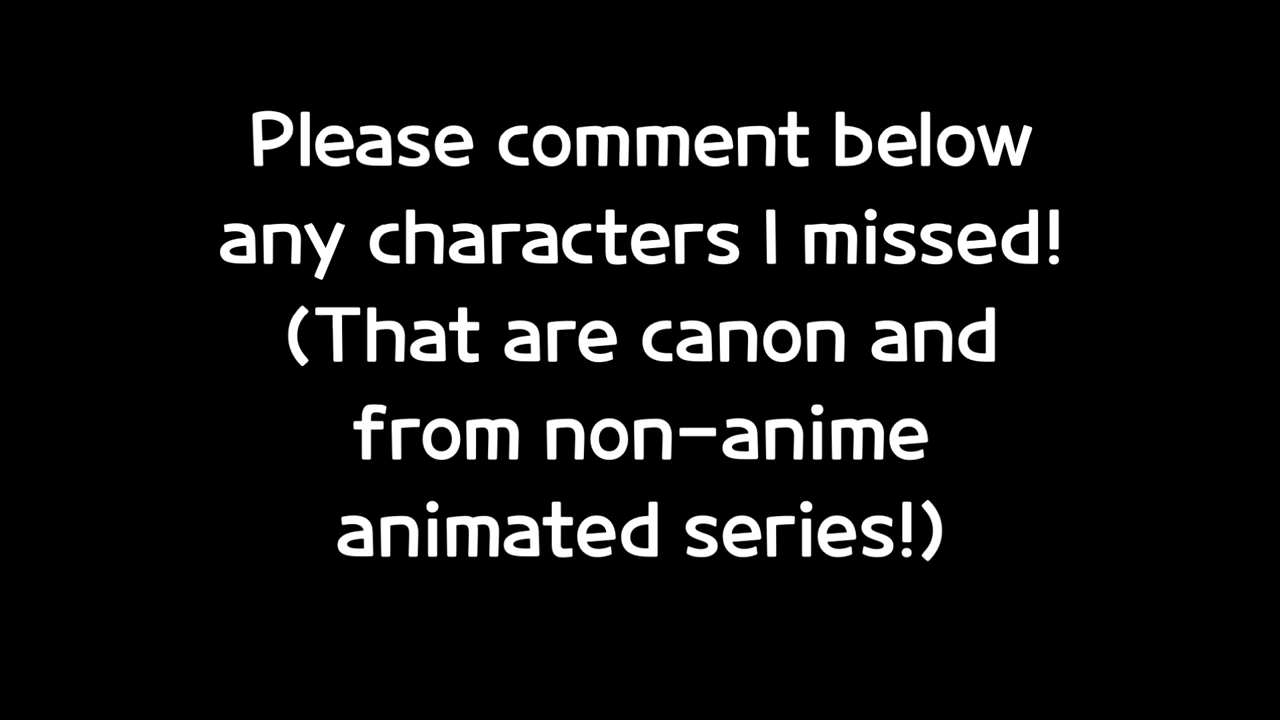 Please comment below
any characters I missed!
(That are canon and
from non-anime
animated series!)